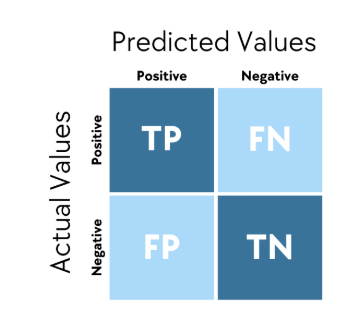 Predicted Values
Positive Negative
Actual Values
Positive
TP FN
Negative
FP TN